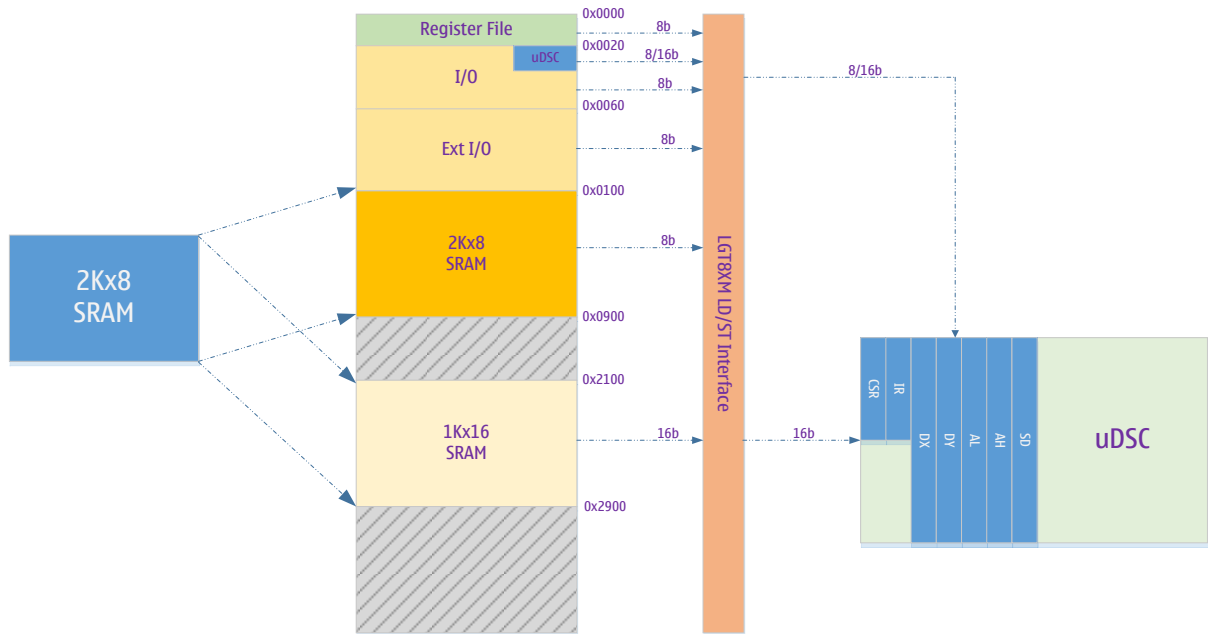 0x0000
Register File
8b
0x0020
uDSC
8/16b
I/O
8b
0x0060
Ext I/O
8b
0x0100
2Kx8
SRAM
8b
0x0900
0x2100
1Kx16
SRAM
16b
0x2900
2Kx8
SRAM
LGT8XM LD/ST Interface
8/16b
16b
CSR
IR
DX
DY
AL
AH
SD
uDSC